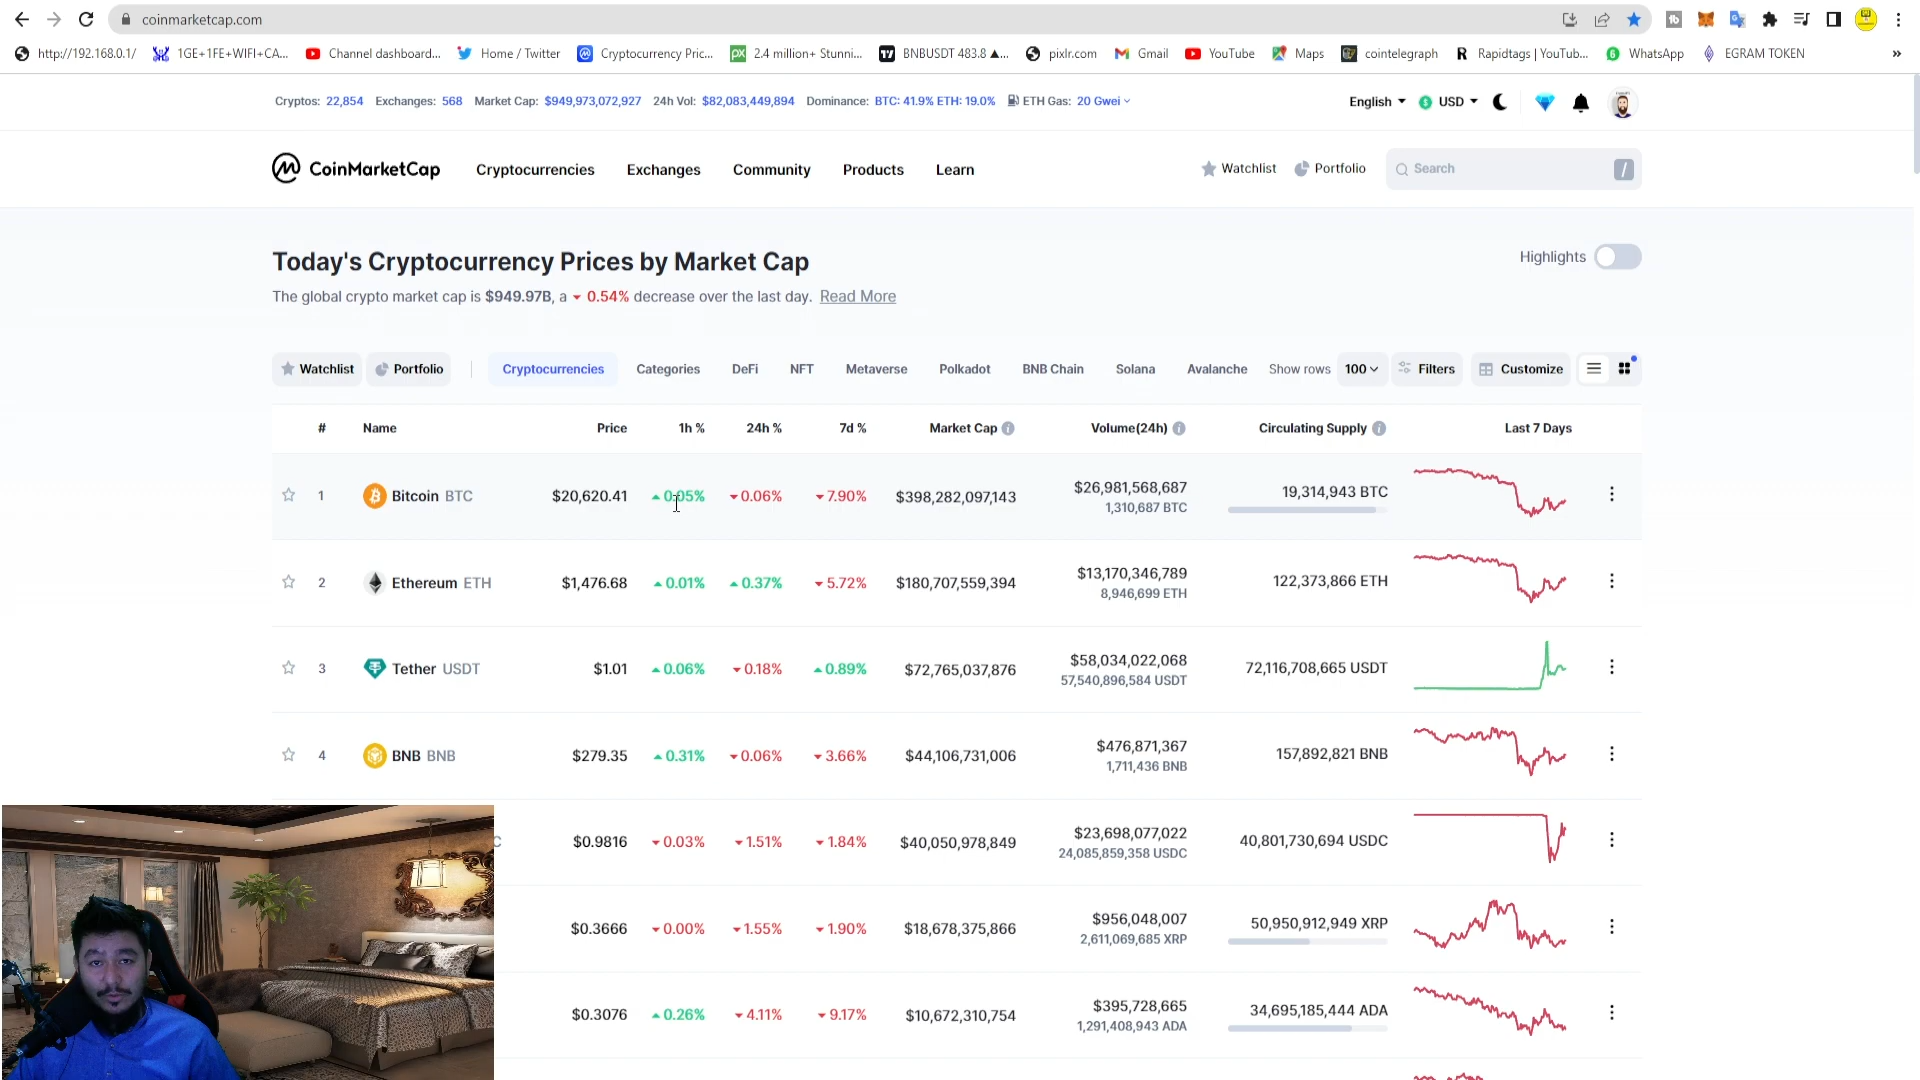 coinmarketcap.com
http://192.168.0.1/ 1GE+1FE+WIFI+CA... Channel dashboard... Home / Twitter Cryptocurrency Pric... 2.4 million+ Stunni... BNBUSDT 483.8 ▲... pixlr.com Gmail YouTube Maps cointelegraph Rapidtags | YouTub... WhatsApp EGRAM TOKEN »
Cryptos: 22,854 Exchanges: 568 Market Cap: $949,973,072,927 24h Vol: $82,083,449,894 Dominance: BTC: 41.9% ETH: 19.0% ETH Gas: 20 Gwei English USD
CoinMarketCap Cryptocurrencies Exchanges Community Products Learn Watchlist Portfolio Search /
Today's Cryptocurrency Prices by Market Cap Highlights
The global crypto market cap is $949.97B, a ▼ 0.54% decrease over the last day. Read More
Watchlist Portfolio Cryptocurrencies Categories DeFi NFT Metaverse Polkadot BNB Chain Solana Avalanche Show rows 100 Filters Customize
# Name Price 1h % 24h % 7d % Market Cap Volume(24h) Circulating Supply Last 7 Days
1 Bitcoin BTC $20,620.41 ▲ 0.05% ▼ 0.06% ▼ 7.90% $398,282,097,143 $26,981,568,687 19,314,943 BTC
1,310,687 BTC
2 Ethereum ETH $1,476.68 ▲ 0.01% ▲ 0.37% ▼ 5.72% $180,707,559,394 $13,170,346,789 122,373,866 ETH
8,946,699 ETH
3 Tether USDT $1.01 ▲ 0.06% ▼ 0.18% ▲ 0.89% $72,765,037,876 $58,034,022,068 72,116,708,665 USDT
57,540,896,584 USDT
4 BNB BNB $279.35 ▲ 0.31% ▼ 0.06% ▼ 3.66% $44,106,731,006 $476,871,367 157,892,821 BNB
1,711,436 BNB
C $0.9816 ▼ 0.03% ▼ 1.51% ▼ 1.84% $40,050,978,849 $23,698,077,022 40,801,730,694 USDC
24,085,859,358 USDC
$0.3666 ▼ 0.00% ▼ 1.55% ▼ 1.90% $18,678,375,866 $956,048,007 50,950,912,949 XRP
2,611,069,685 XRP
$0.3076 ▲ 0.26% ▼ 4.11% ▼ 9.17% $10,672,310,754 $395,728,665 34,695,185,444 ADA
1,291,408,943 ADA